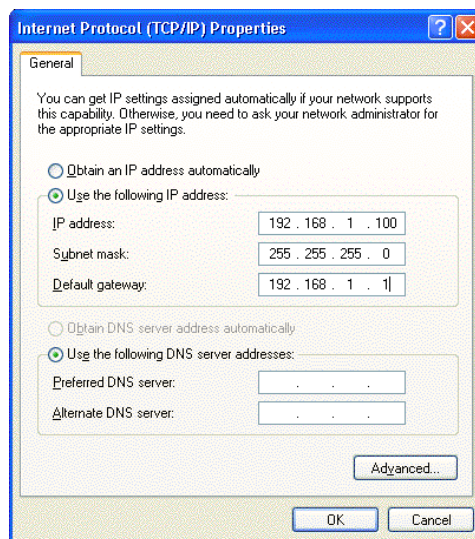 Internet Protocol (TCP/IP) Properties
General
You can get IP settings assigned automatically if your network supports
this capability. Otherwise, you need to ask your network administrator for
the appropriate IP settings.
Obtain an IP address automatically
Use the following IP address:
IP address: 192 . 168 . 1 . 100
Subnet mask: 255 . 255 . 255 . 0
Default gateway: 192 . 168 . 1 . 1
Obtain DNS server address automatically
Use the following DNS server addresses:
Preferred DNS server: . . .
Alternate DNS server: . . .
Advanced...
OK Cancel